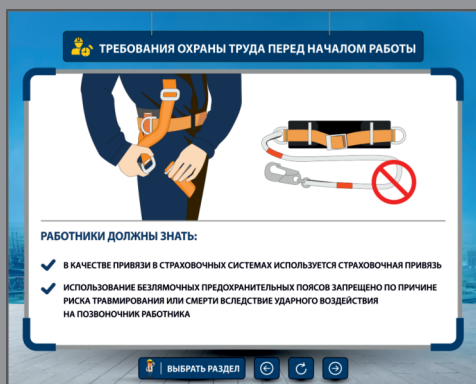 ТРЕБОВАНИЯ ОХРАНЫ ТРУДА ПЕРЕД НАЧАЛОМ РАБОТЫ
РАБОТНИКИ ДОЛЖНЫ ЗНАТЬ:
В КАЧЕСТВЕ ПРИВЯЗИ В СТРАХОВОЧНЫХ СИСТЕМАХ ИСПОЛЬЗУЕТСЯ СТРАХОВОЧНАЯ ПРИВЯЗЬ
ИСПОЛЬЗОВАНИЕ БЕЗЛЯМОЧНЫХ ПРЕДОХРАНИТЕЛЬНЫХ ПОЯСОВ ЗАПРЕЩЕНО ПО ПРИЧИНЕ
РИСКА ТРАВМИРОВАНИЯ ИЛИ СМЕРТИ ВСЛЕДСТВИЕ УДАРНОГО ВОЗДЕЙСТВИЯ
НА ПОЗВОНОЧНИК РАБОТНИКА
ВЫБРАТЬ РАЗДЕЛ